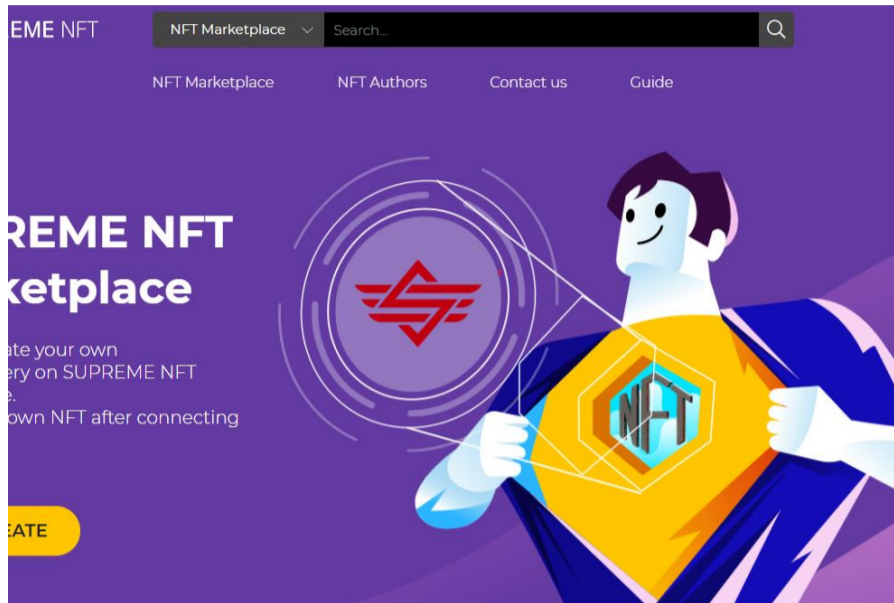 EME NFT
NFT Marketplace
Search...
NFT Marketplace
NFT Authors
Contact us
Guide
REME NFT
ketplace
ate your own
ery on SUPREME NFT
e.
own NFT after connecting
EATE
NFT